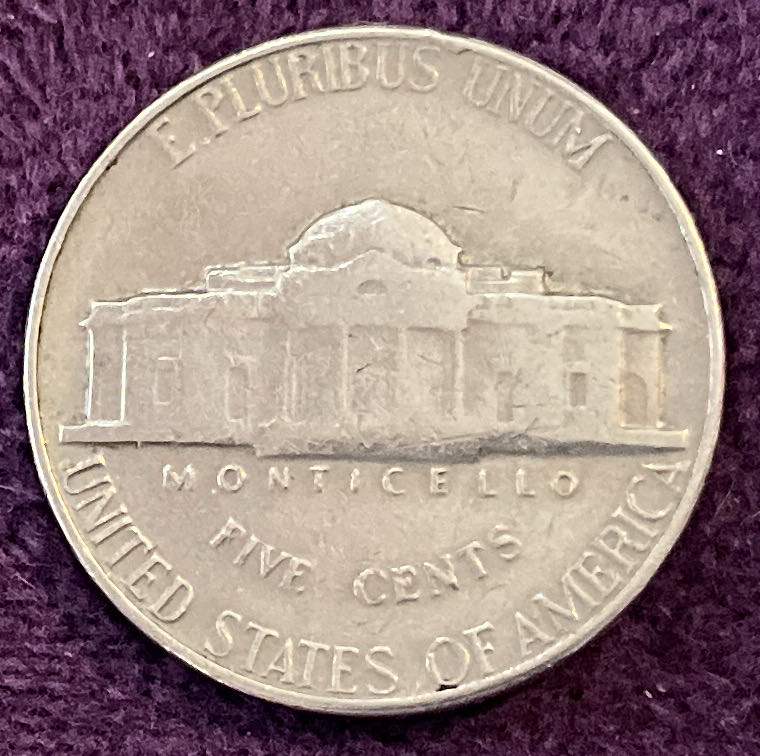 E. PLURIBUS UNUM
MONTICELLO
FIVE CENTS
UNITED STATES OF AMERICA